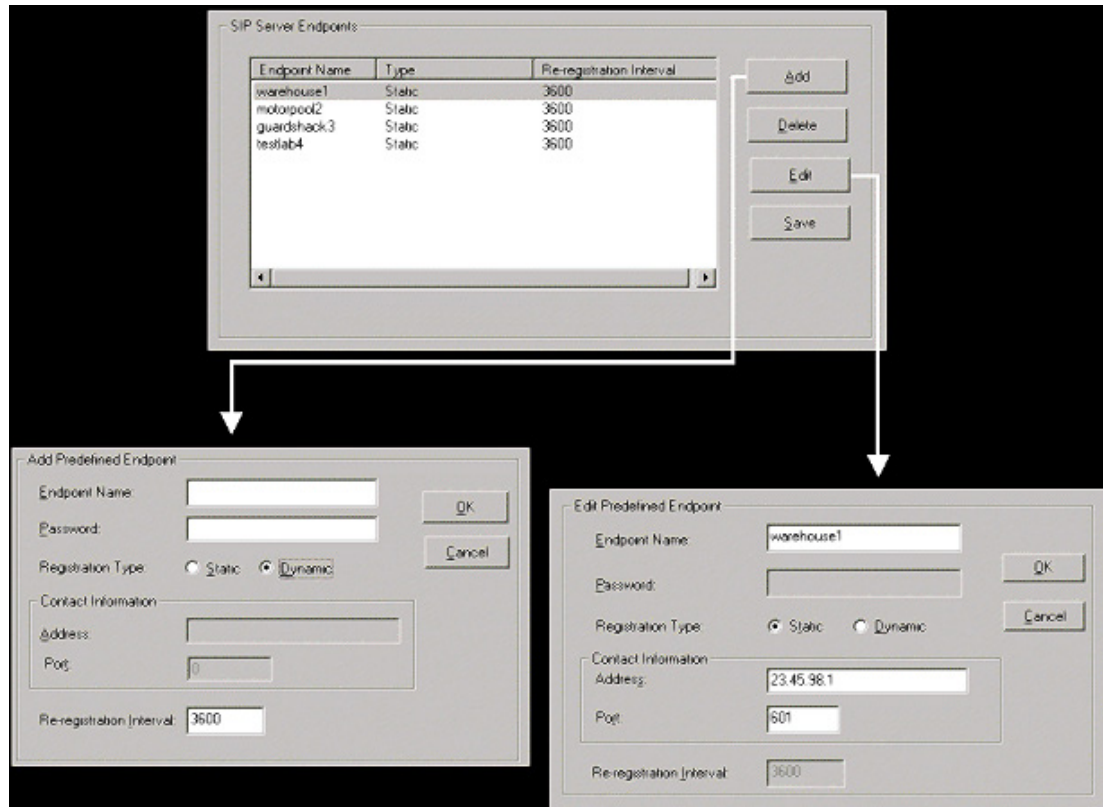 SIP Server Endpoints
Endpoint Name Type Re-registration Interval
warehouse1 Static 3600
motorpool2 Static 3600
guardshack3 Static 3600
testlab4 Static 3600
Add
Delete
Edit
Save
Add Predefined Endpoint
Endpoint Name:
Password:
Registration Type: Static Dynamic
Contact Information
Address:
Port: 0
Re-registration Interval: 3600
OK
Cancel
Edit Predefined Endpoint
Endpoint Name: warehouse1
Password:
Registration Type: Static Dynamic
Contact Information
Address: 23.45.98.1
Port: 601
Re-registration Interval: 3600
OK
Cancel